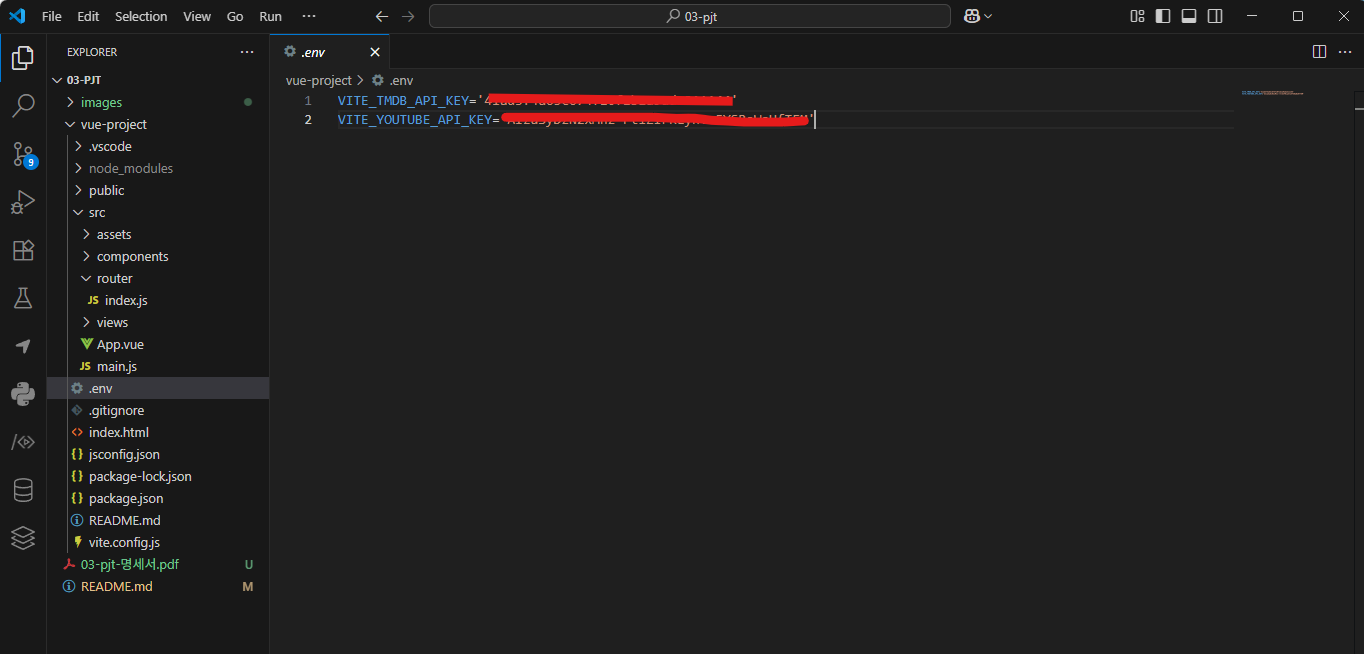 File Edit Selection View Go Run ···
03-pjt
EXPLORER ···
.env
03-PJT
vue-project > .env
images
vue-project
.vscode
node_modules
public
src
assets
components
router
JS index.js
views
App.vue
JS main.js
.env
.gitignore
index.html
{} jsconfig.json
{} package-lock.json
{} package.json
README.md
vite.config.js
03-pjt-명세서.pdf U
README.md M
9
1 VITE_TMDB_API_KEY='
2 VITE_YOUTUBE_API_KEY=